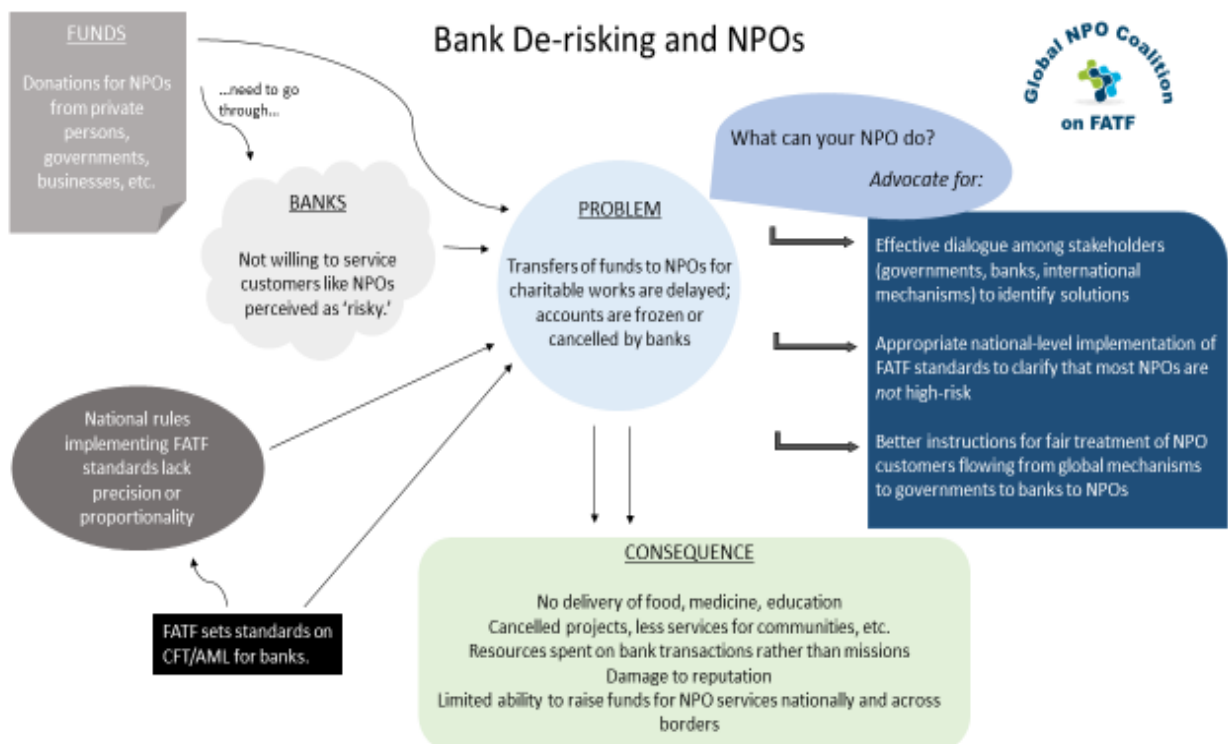 Bank De-risking and NPOs
Global NPO Coalition
on FATF
FUNDS
Donations for NPOs
from private
persons,
governments,
businesses, etc.
...need to go
through...
BANKS
Not willing to service
customers like NPOs
perceived as ‘risky.’
PROBLEM
Transfers of funds to NPOs for
charitable works are delayed;
accounts are frozen or
cancelled by banks
What can your NPO do?
Advocate for:
Effective dialogue among stakeholders
(governments, banks, international
mechanisms) to identify solutions
Appropriate national-level implementation of
FATF standards to clarify that most NPOs are
not high-risk
Better instructions for fair treatment of NPO
customers flowing from global mechanisms
to governments to banks to NPOs
National rules
implementing FATF
standards lack
precision or
proportionality
FATF sets standards on
CFT/AML for banks.
CONSEQUENCE
No delivery of food, medicine, education
Cancelled projects, less services for communities, etc.
Resources spent on bank transactions rather than missions
Damage to reputation
Limited ability to raise funds for NPO services nationally and across
borders